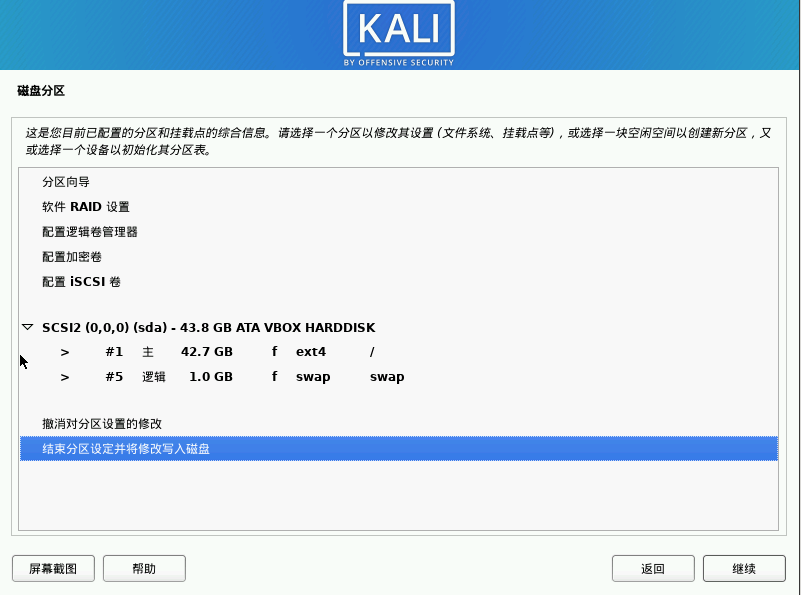 KALI
BY OFFENSIVE SECURITY
磁盘分区
这是您目前已配置的分区和挂载点的综合信息。请选择一个分区以修改其设置 (文件系统、挂载点等)，或选择一块空闲空间以创建新分区，又
或选择一个设备以初始化其分区表。
分区向导
软件 RAID 设置
配置逻辑卷管理器
配置加密卷
配置 iSCSI 卷
SCSI2 (0,0,0) (sda) - 43.8 GB ATA VBOX HARDDISK
> #1 主 42.7 GB f ext4 /
> #5 逻辑 1.0 GB f swap swap
撤消对分区设置的修改
结束分区设定并将修改写入磁盘
屏幕截图 帮助 返回 继续